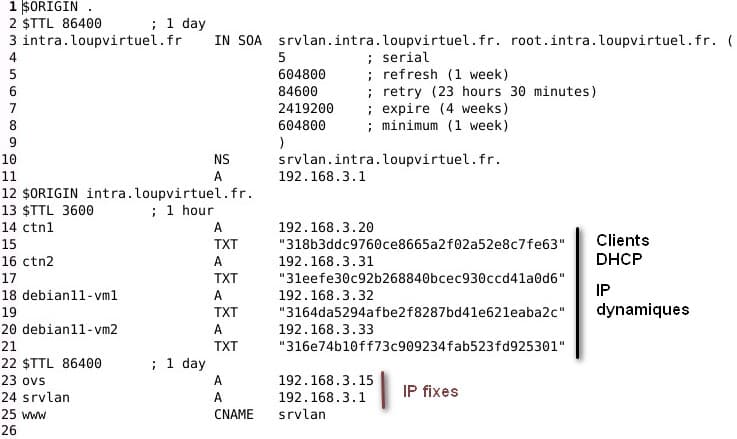 1 $ORIGIN .
2 $TTL 86400 ; 1 day
3 intra.loupvirtuel.fr IN SOA srvlan.intra.loupvirtuel.fr. root.intra.loupvirtuel.fr. (
4 5 ; serial
5 604800 ; refresh (1 week)
6 84600 ; retry (23 hours 30 minutes)
7 2419200 ; expire (4 weeks)
8 604800 ; minimum (1 week)
9 )
10 NS srvlan.intra.loupvirtuel.fr.
11 A 192.168.3.1
12 $ORIGIN intra.loupvirtuel.fr.
13 $TTL 3600 ; 1 hour
14 ctn1 A 192.168.3.20
15 TXT "318b3ddc9760ce8665a2f02a52e8c7fe63"
16 ctn2 A 192.168.3.31
17 TXT "31eefe30c92b268840bcec930ccd41a0d6"
18 debian11-vm1 A 192.168.3.32
19 TXT "3164da5294afbe2f8287bd41e621eaba2c"
20 debian11-vm2 A 192.168.3.33
21 TXT "316e74b10ff73c909234fab523fd925301"
Clients
DHCP
IP
dynamiques
22 $TTL 86400 ; 1 day
23 ovs A 192.168.3.15
24 srvlan A 192.168.3.1
IP fixes
25 www CNAME srvlan
26